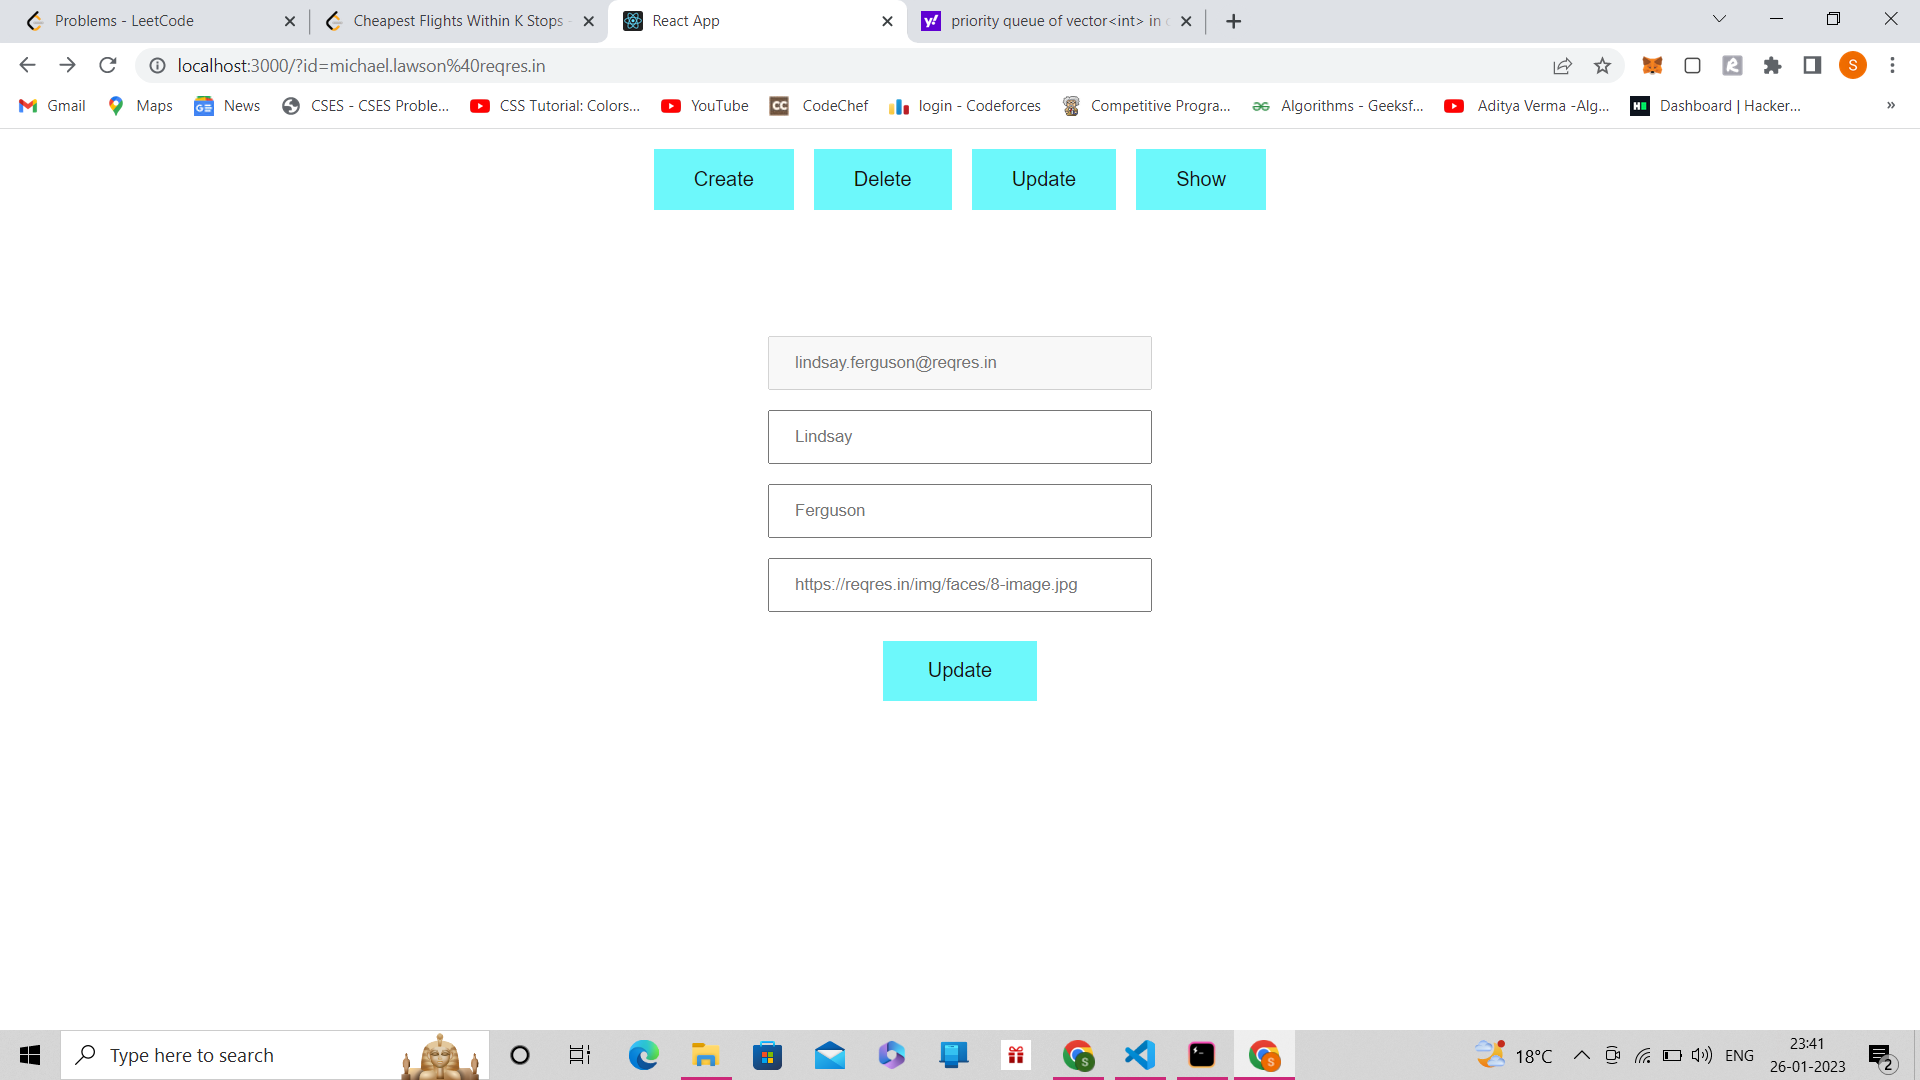 Problems - LeetCode
Cheapest Flights Within K Stops -
React App
priority queue of vector<int> in c
localhost:3000/?id=michael.lawson%40reqres.in
S
Gmail
Maps
News
CSES - CSES Proble...
CSS Tutorial: Colors...
YouTube
CC
CodeChef
login - Codeforces
Competitive Progra...
Algorithms - Geeksf...
Aditya Verma -Alg...
Dashboard | Hacker...
»
Create
Delete
Update
Show
lindsay.ferguson@reqres.in
Lindsay
Ferguson
https://reqres.in/img/faces/8-image.jpg
Update
Type here to search
18°C
ENG
23:41
26-01-2023
2